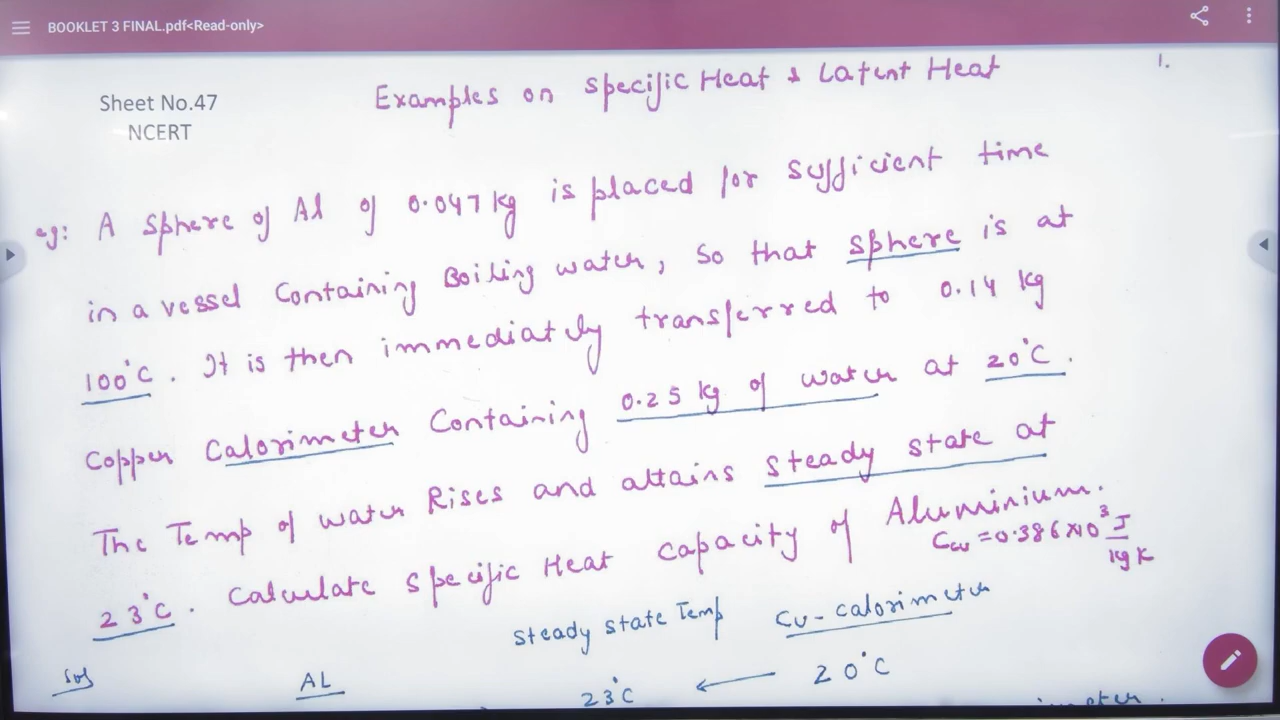 BOOKLET 3 FINAL.pdf<Read-only>
Examples on Specific Heat & Latent Heat
1.
Sheet No.47
NCERT
eg: A Sphere of Al of 0.047 kg is placed for sufficient time
in a vessel Containing Boiling water, So that sphere is at
100°C. It is then immediately transferred to 0.14 kg
Copper Calorimeter Containing 0.25 kg of water at 20°C.
The Temp of water Rises and attains steady state at
23°C. Calculate specific Heat capacity of Aluminium.
Ccu = 0.386×10³ J/kg K
steady state Temp
Cu-calorimeter
Sol
AL
23°C ← 20°C